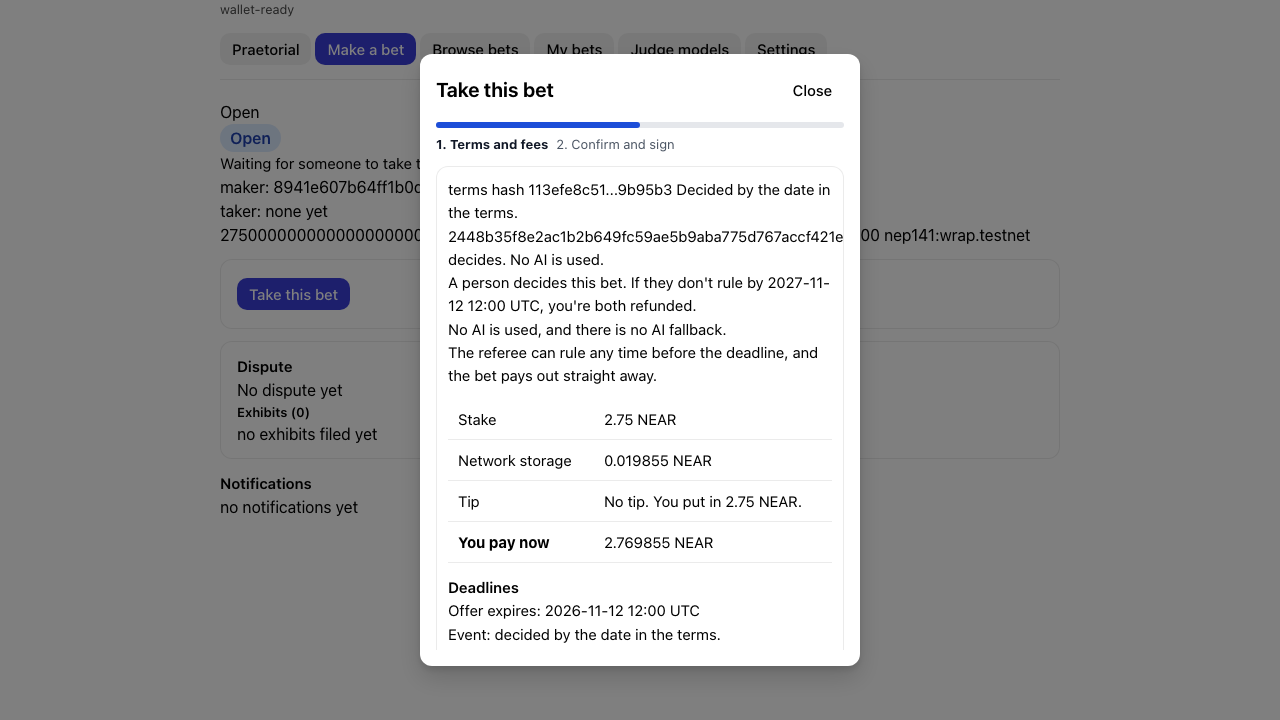 wallet-ready
Praetorial Make a bet Browse bets My bets Judge models Settings
Take this bet
Close
1. Terms and fees 2. Confirm and sign
terms hash 113efe8c51...9b95b3 Decided by the date in
the terms.
2448b35f8e2ac1b2b649fc59ae5b9aba775d767accf421e
decides. No AI is used.
A person decides this bet. If they don't rule by 2027-11-
12 12:00 UTC, you're both refunded.
No AI is used, and there is no AI fallback.
The referee can rule any time before the deadline, and
the bet pays out straight away.
Stake 2.75 NEAR
Network storage 0.019855 NEAR
Tip No tip. You put in 2.75 NEAR.
You pay now 2.769855 NEAR
Deadlines
Offer expires: 2026-11-12 12:00 UTC
Event: decided by the date in the terms.
Open
Open
Waiting for someone to take t
maker: 8941e607b64ff1b0
taker: none yet
00 nep141:wrap.testnet
Take this bet
Dispute
No dispute yet
Exhibits (0)
no exhibits filed yet
Notifications
no notifications yet